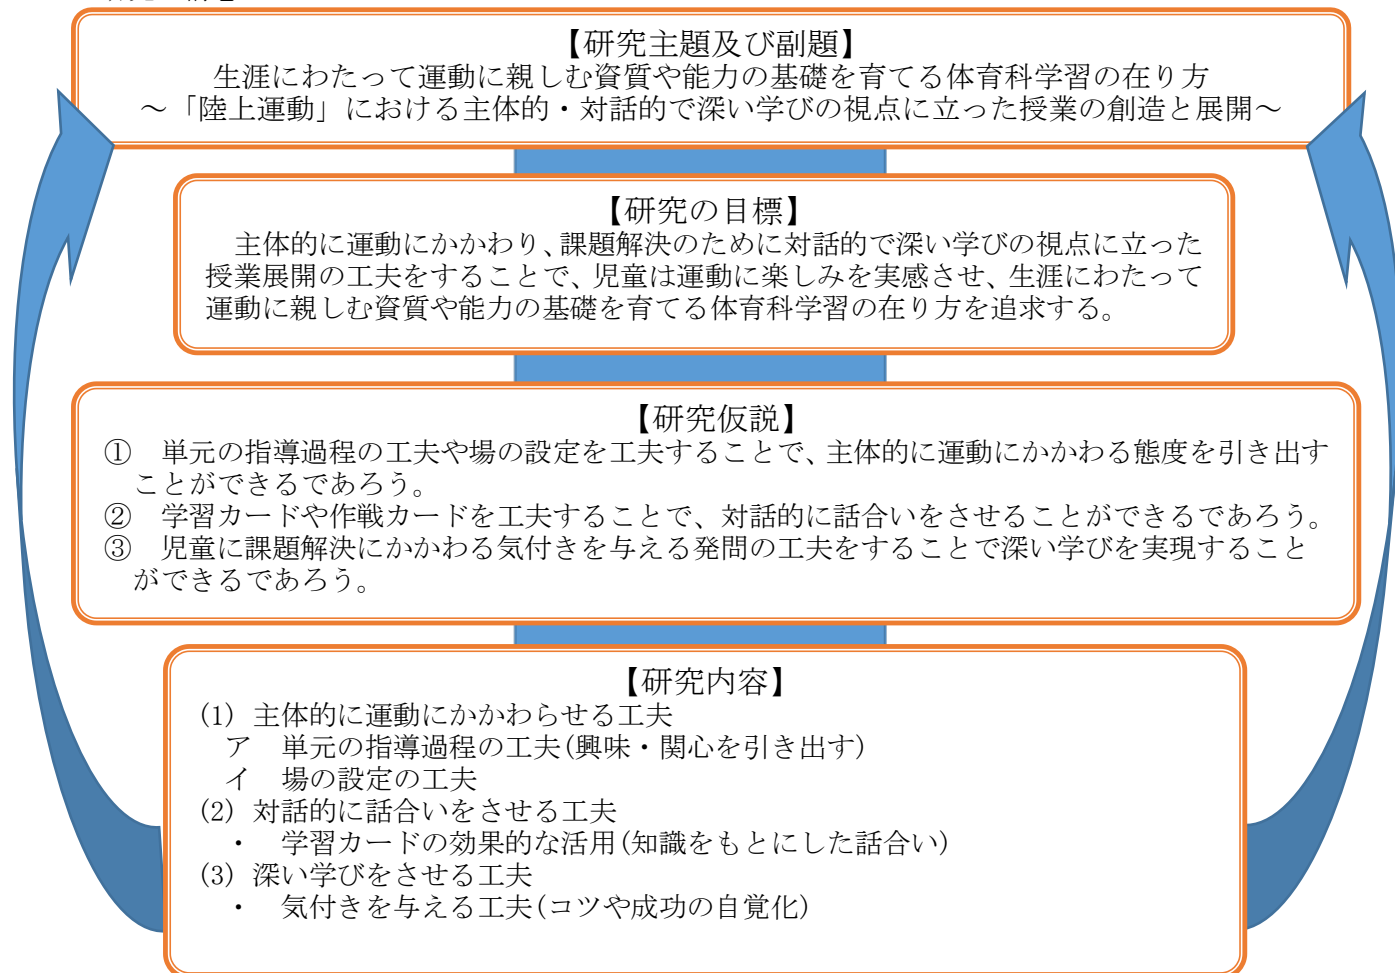 【研究主題及び副題】
生涯にわたって運動に親しむ資質や能力の基礎を育てる体育科学習の在り方
～「陸上運動」における主体的・対話的で深い学びの視点に立った授業の創造と展開～
【研究の目標】
主体的に運動にかかわり、課題解決のために対話的で深い学びの視点に立った
授業展開の工夫をすることで、児童は運動に楽しみを実感させ、生涯にわたって
運動に親しむ資質や能力の基礎を育てる体育科学習の在り方を追求する。
【研究仮説】
① 単元の指導過程の工夫や場の設定を工夫することで、主体的に運動にかかわる態度を引き出す
ことができるであろう。
② 学習カードや作戦カードを工夫することで、対話的に話合いをさせることができるであろう。
③ 児童に課題解決にかかわる気付きを与える発問の工夫をすることで深い学びを実現すること
ができるであろう。
【研究内容】
(1) 主体的に運動にかかわらせる工夫
ア 単元の指導過程の工夫(興味・関心を引き出す)
イ 場の設定の工夫
(2) 対話的に話合いをさせる工夫
・ 学習カードの効果的な活用(知識をもとにした話合い)
(3) 深い学びをさせる工夫
・ 気付きを与える工夫(コツや成功の自覚化)